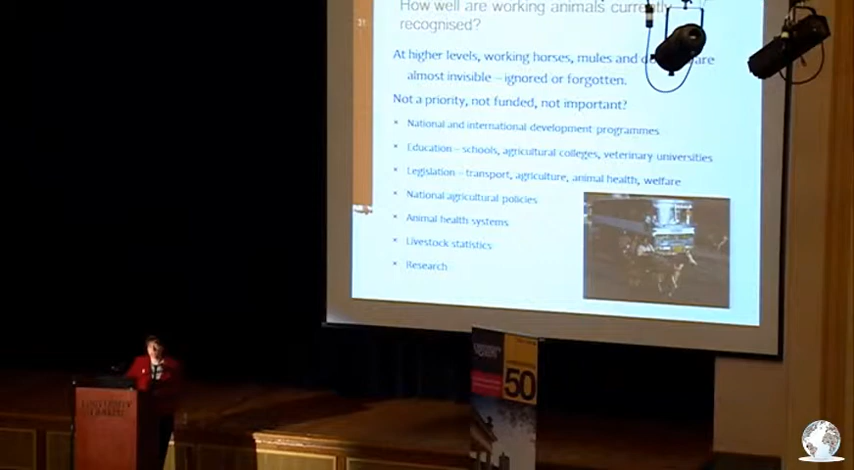 31
How well are working animals currently
recognised?
At higher levels, working horses, mules and are
almost invisible – ignored or forgotten.
Not a priority, not funded, not important?
* National and international development programmes
* Education – schools, agricultural colleges, veterinary universities
* Legislation – transport, agriculture, animal health, welfare
* National agricultural policies
* Animal health systems
* Livestock statistics
* Research
UNIVERSITY
50